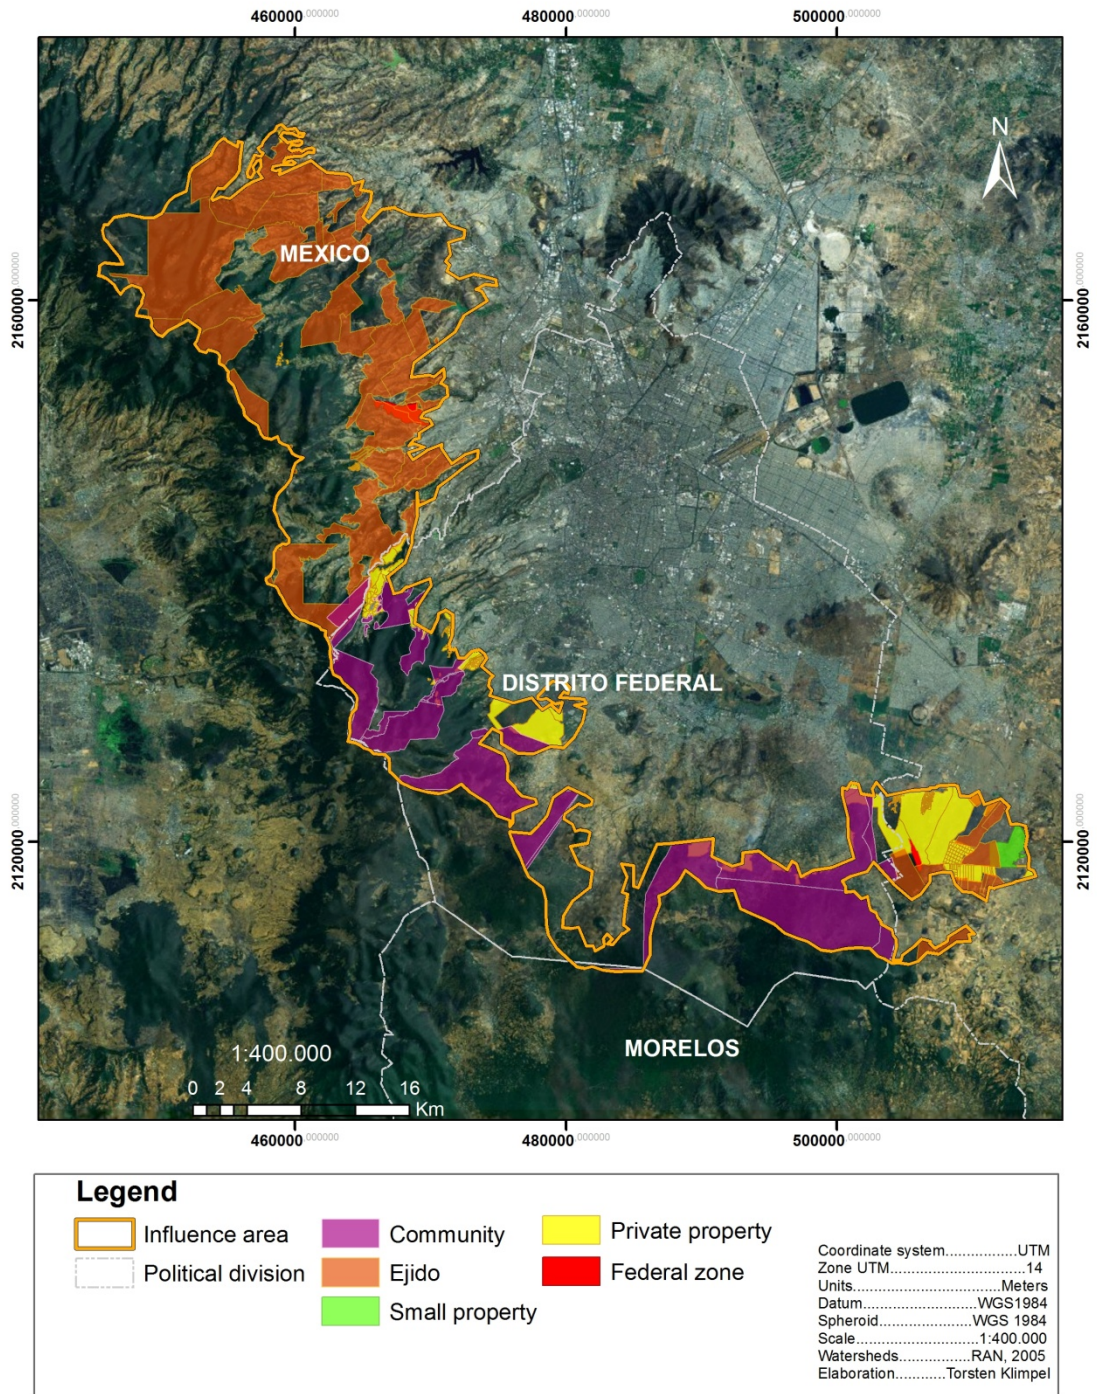 460000,000000 480000,000000 500000,000000
N
MEXICO
2160000,000000 2160000,000000
DISTRITO FEDERAL
2120000,000000 2120000,000000
MORELOS
1:400.000
0 2 4 8 12 16
Km
460000,000000 480000,000000 500000,000000
Legend
Influence area
Political division
Community
Ejido
Small property
Private property
Federal zone
Coordinate system................UTM
Zone UTM..............................14
Units....................................Meters
Datum............................WGS1984
Spheroid.......................WGS 1984
Scale...............................1:400.000
Watersheds.............RAN, 2005
Elaboration...........Torsten Klimpel